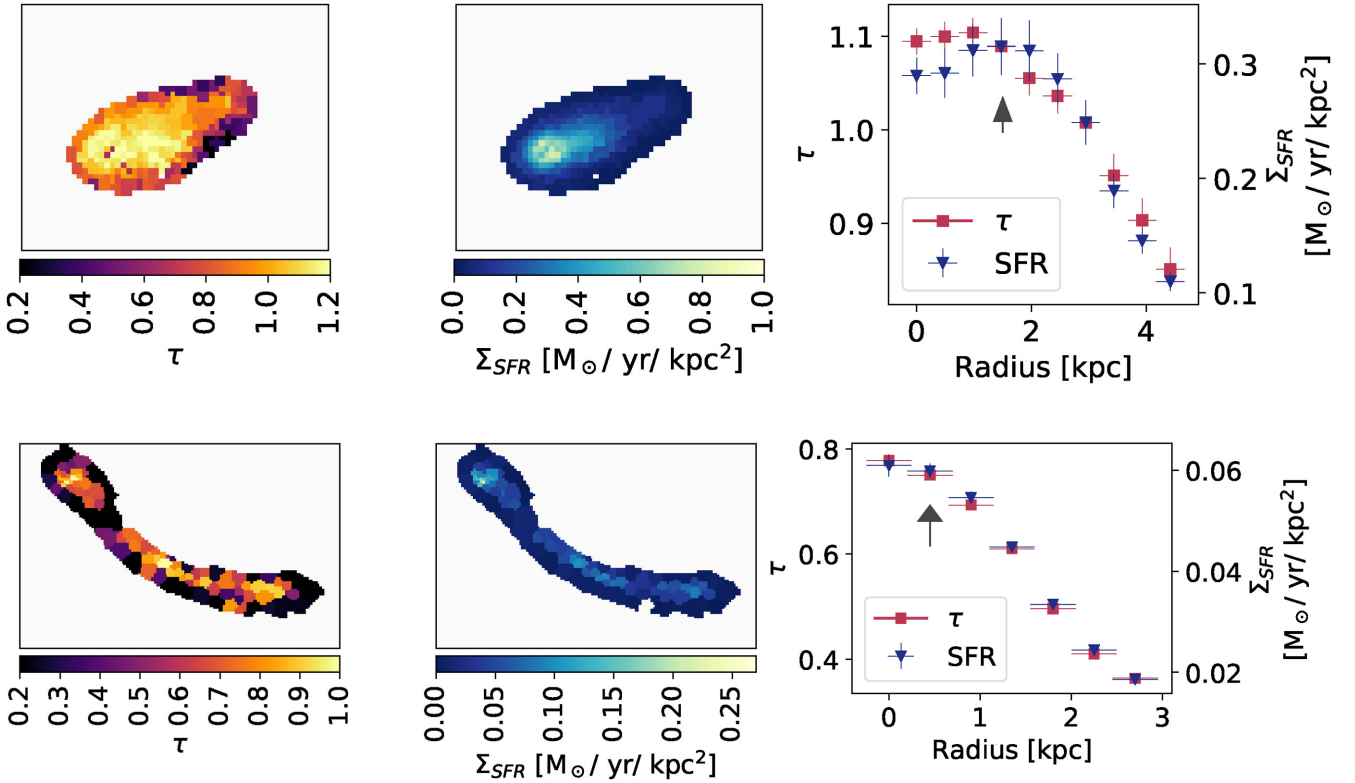 0.2 0.4 0.6 0.8 1.0 1.2
τ
0.0 0.2 0.4 0.6 0.8 1.0
Σ_SFR [M⊙/ yr/ kpc²]
1.1
1.0
0.9
τ
τ
SFR
0.3
0.2
0.1
Σ_SFR
[M⊙/ yr/ kpc²]
0 2 4
Radius [kpc]
0.2 0.3 0.4 0.5 0.6 0.7 0.8 0.9 1.0
τ
0.00 0.05 0.10 0.15 0.20 0.25
Σ_SFR [M⊙/ yr/ kpc²]
0.8
0.6
0.4
τ
τ
SFR
0.06
0.04
0.02
Σ_SFR
[M⊙/ yr/ kpc²]
0 1 2 3
Radius [kpc]